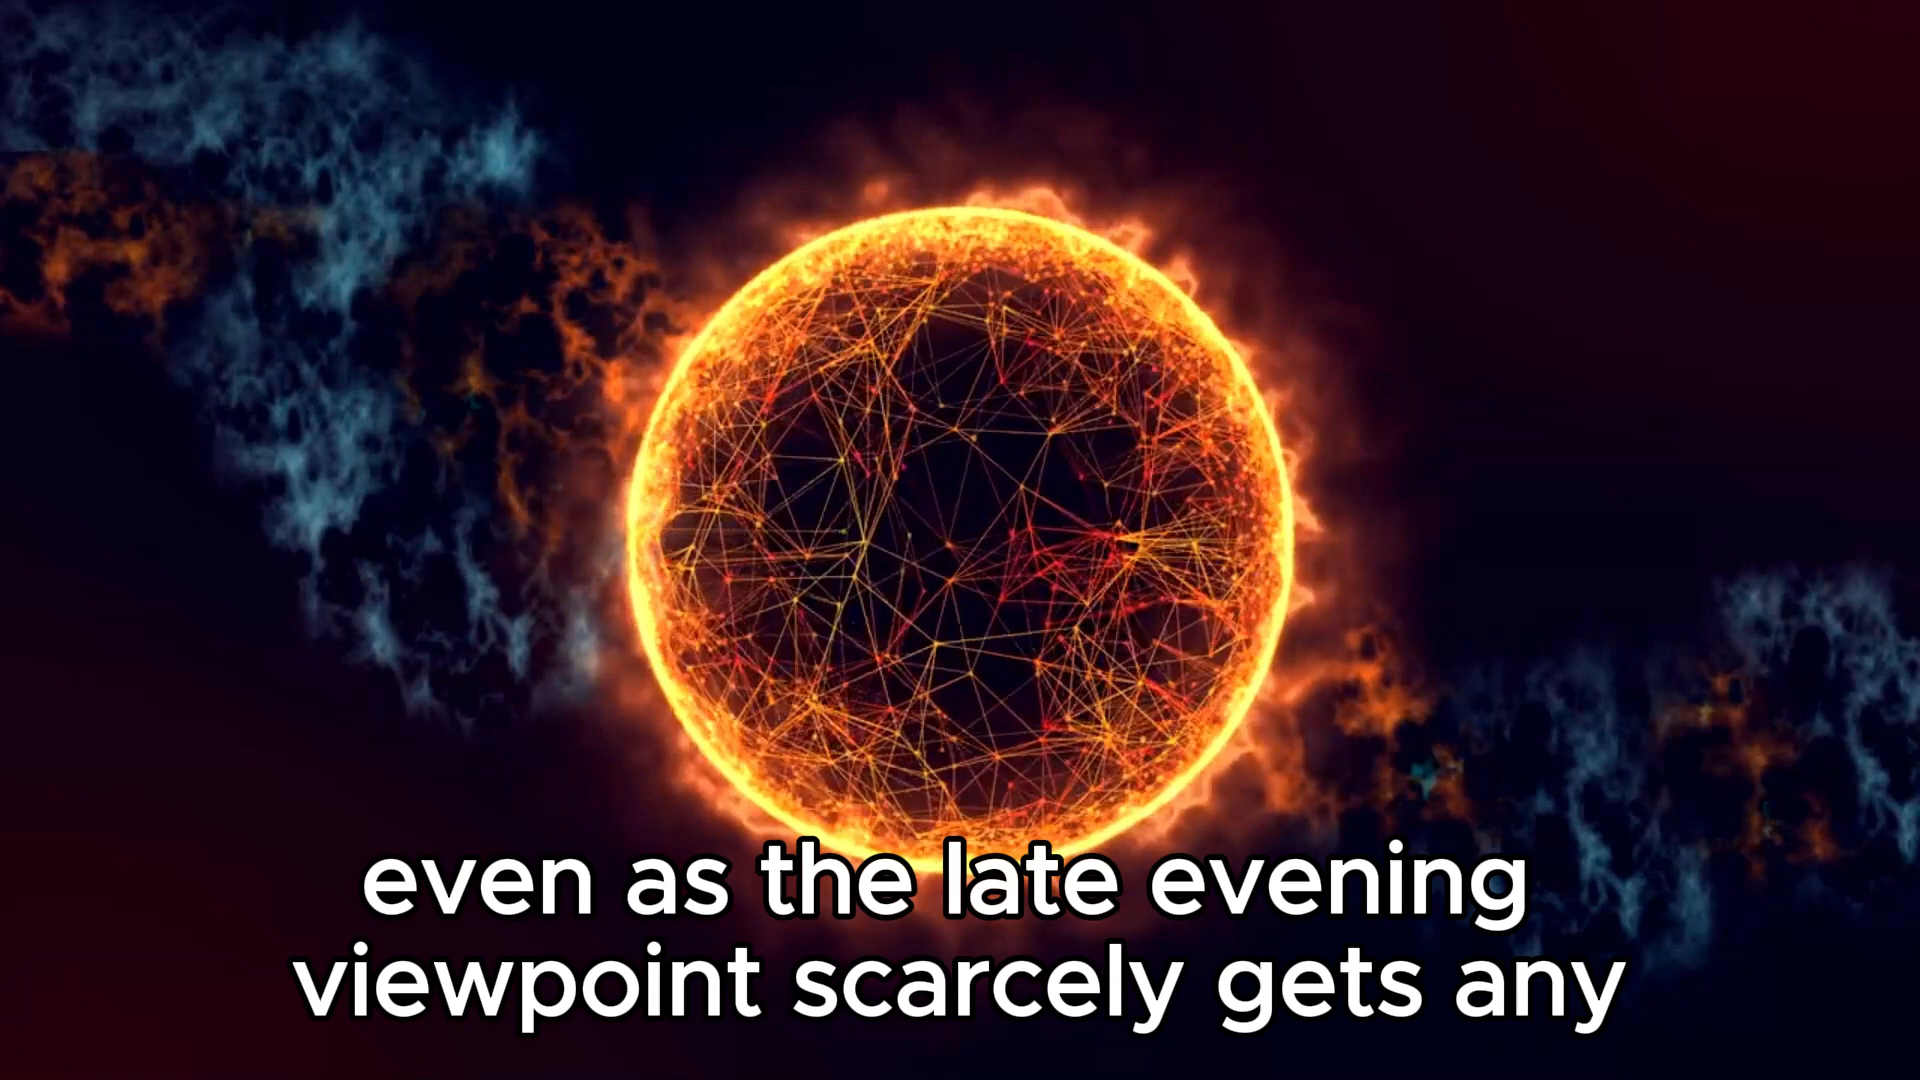 even as the late evening
viewpoint scarcely gets any